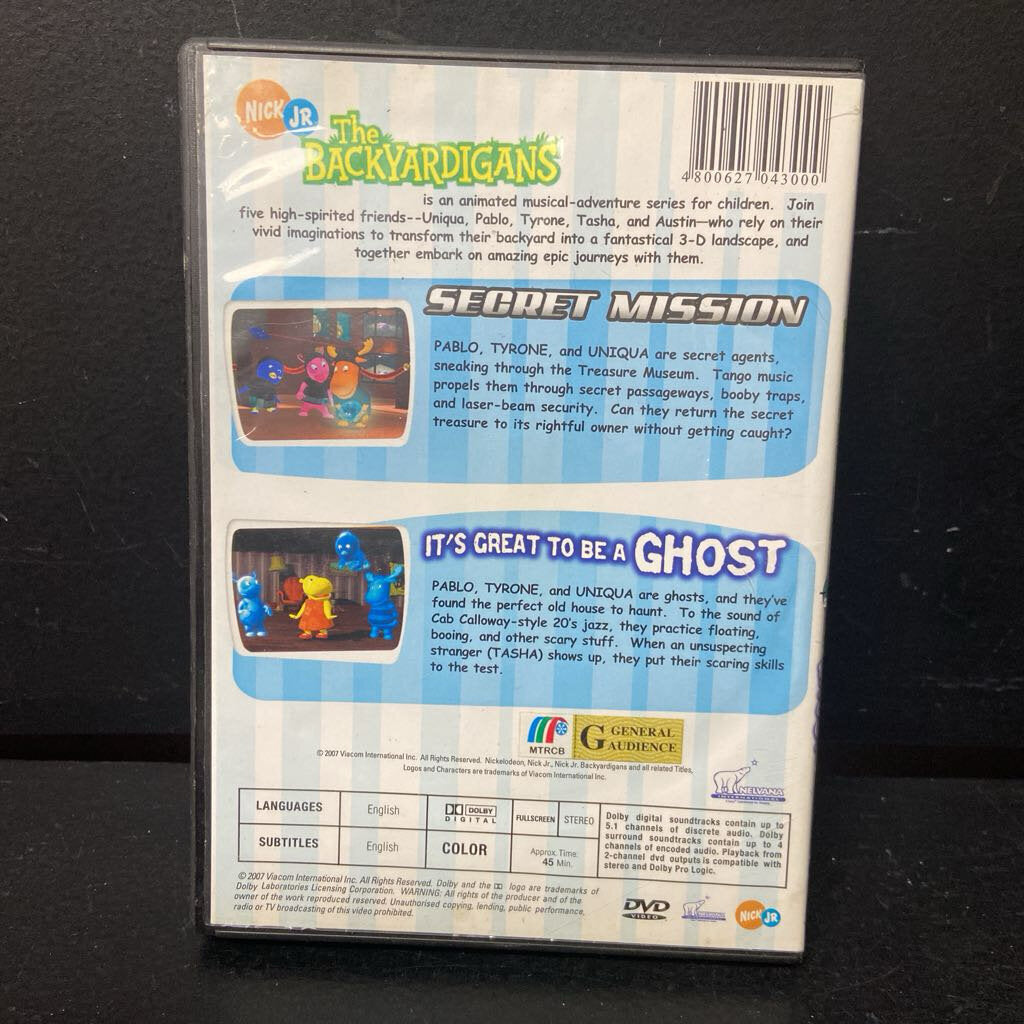 NICK JR
The
BACKYARDIGANS
4 800627 043000
is an animated musical-adventure series for children. Join
five high-spirited friends--Uniqua, Pablo, Tyrone, Tasha, and Austin—who rely on their
vivid imaginations to transform their backyard into a fantastical 3-D landscape, and
together embark on amazing epic journeys with them.
SECRET MISSION
PABLO, TYRONE, and UNIQUA are secret agents,
sneaking through the Treasure Museum. Tango music
propels them through secret passageways, booby traps,
and laser-beam security. Can they return the secret
treasure to its rightful owner without getting caught?
IT'S GREAT TO BE A GHOST
PABLO, TYRONE, and UNIQUA are ghosts, and they've
found the perfect old house to haunt. To the sound of
Cab Calloway-style 20's jazz, they practice floating,
booing, and other scary stuff. When an unsuspecting
stranger (TASHA) shows up, they put their scaring skills
to the test.
MTRCB
G GENERAL
AUDIENCE
© 2007 Viacom International Inc. All Rights Reserved. Nickelodeon, Nick Jr., Nick Jr. Backyardigans and all related Titles,
Logos and Characters are trademarks of Viacom International Inc.
NELVANA
INTERNATIONAL
LANGUAGES
English
DOLBY
DIGITAL
FULLSCREEN
STEREO
SUBTITLES
English
COLOR
Approx. Time:
45 Min.
Dolby digital soundtracks contain up to
5.1 channels of discrete audio. Dolby
surround soundtracks contain up to 4
channels of encoded audio. Playback from
2-channel dvd outputs is compatible with
stereo and Dolby Pro Logic.
© 2007 Viacom International Inc. All Rights Reserved. Dolby and the DD logo are trademarks of
Dolby Laboratories Licensing Corporation. WARNING: All rights of the producer and of the
owner of the work reproduced reserved. Unauthorised copying, lending, public performance,
radio or TV broadcasting of this video prohibited.
DVD
VIDEO
NELVANA
NICK JR